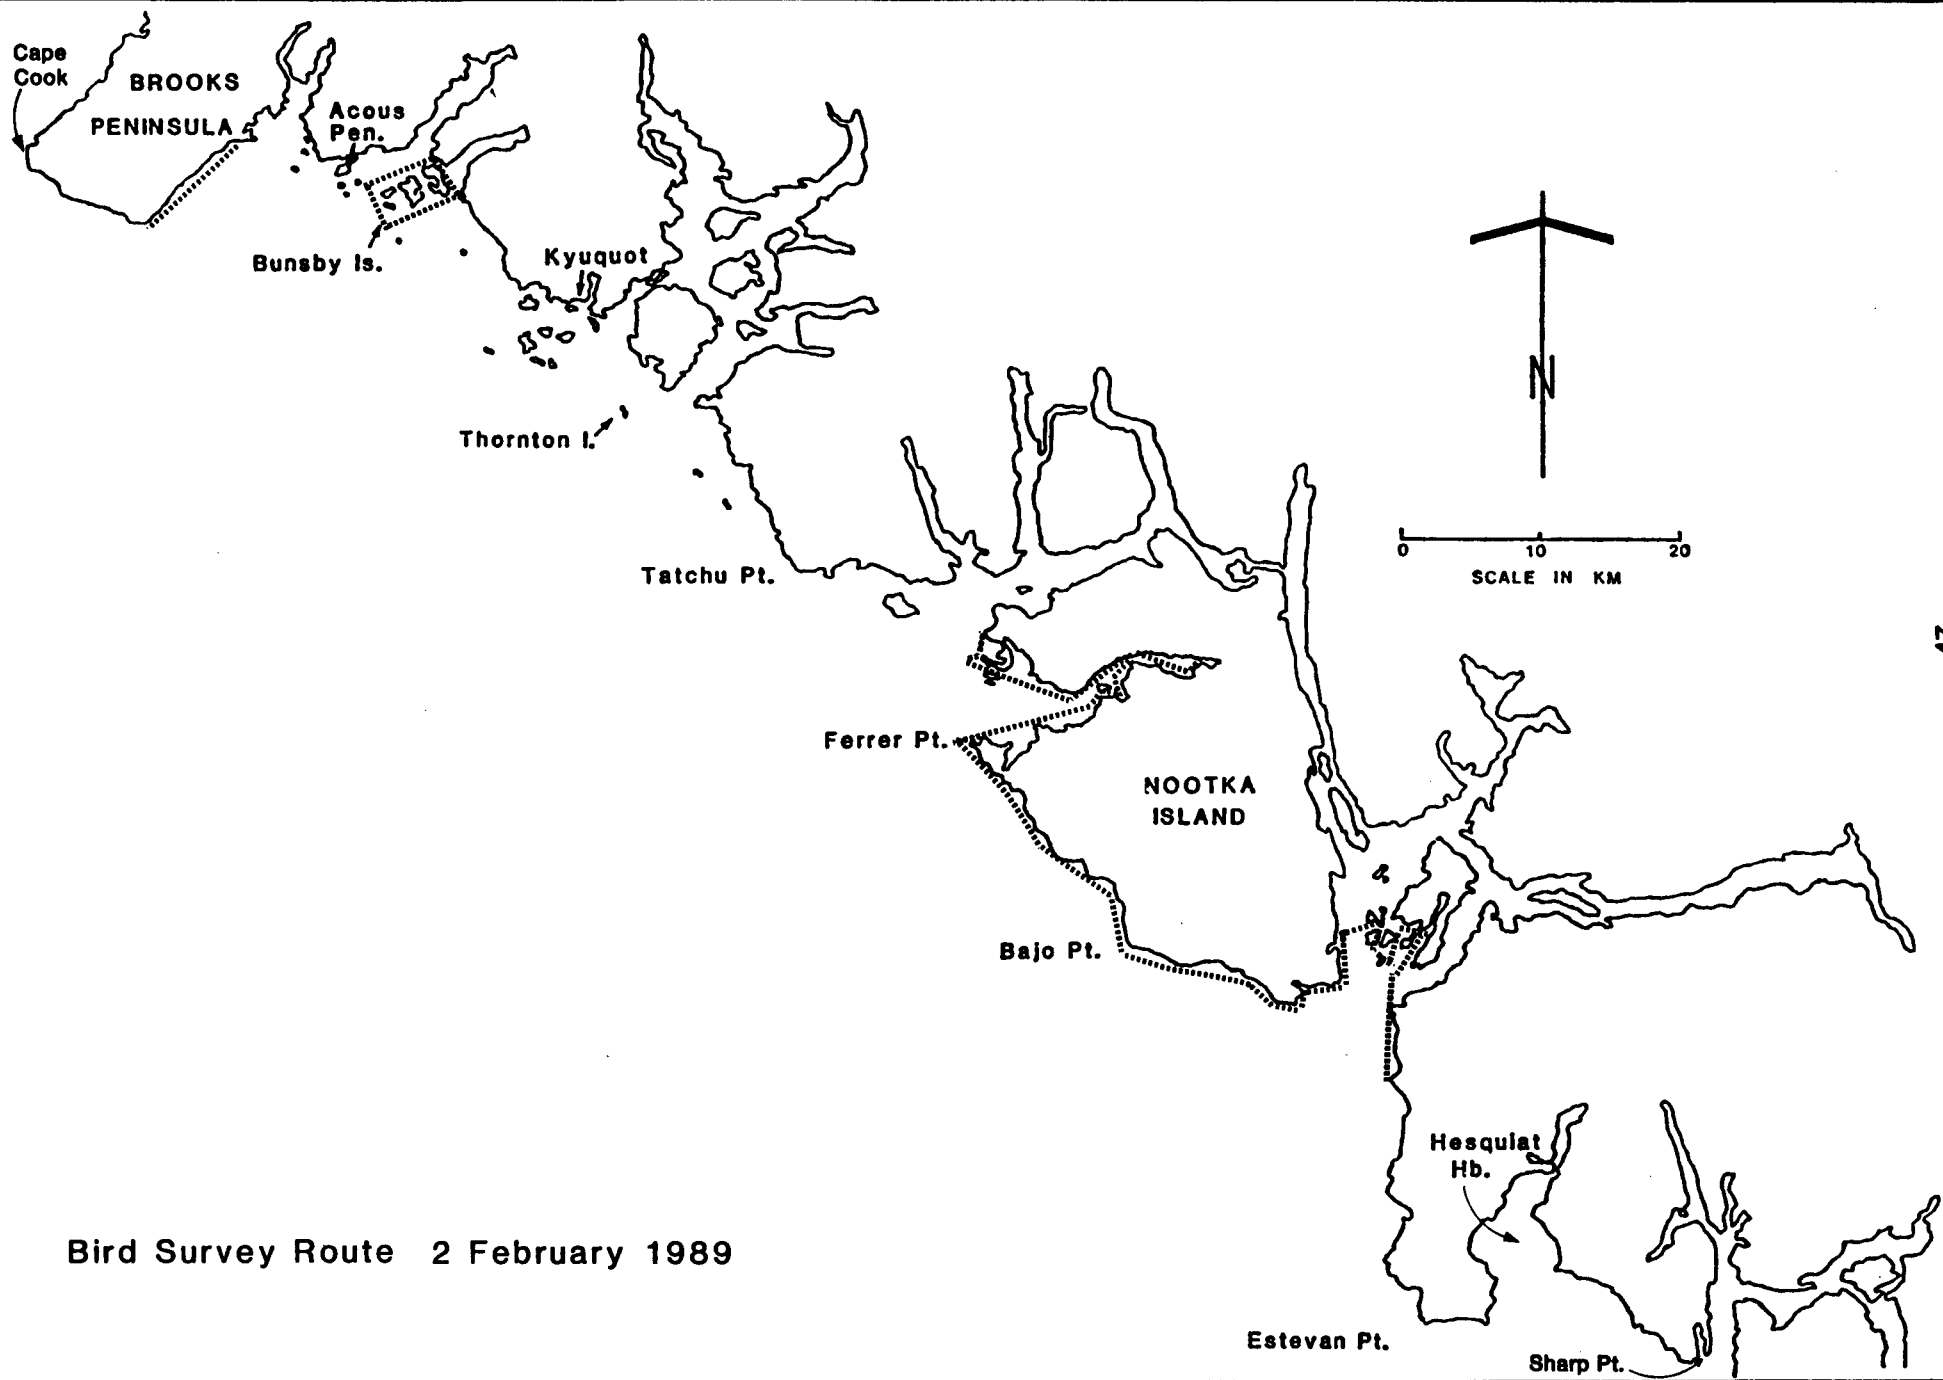 Cape
Cook
BROOKS
PENINSULA
Acous
Pen.
Bunsby Is.
Kyuquot
Thornton I.
N
0 10 20
SCALE IN KM
Tatchu Pt.
47
Ferrer Pt.
NOOTKA
ISLAND
Bajo Pt.
Hesquiat
Hb.
Bird Survey Route 2 February 1989
Estevan Pt.
Sharp Pt.